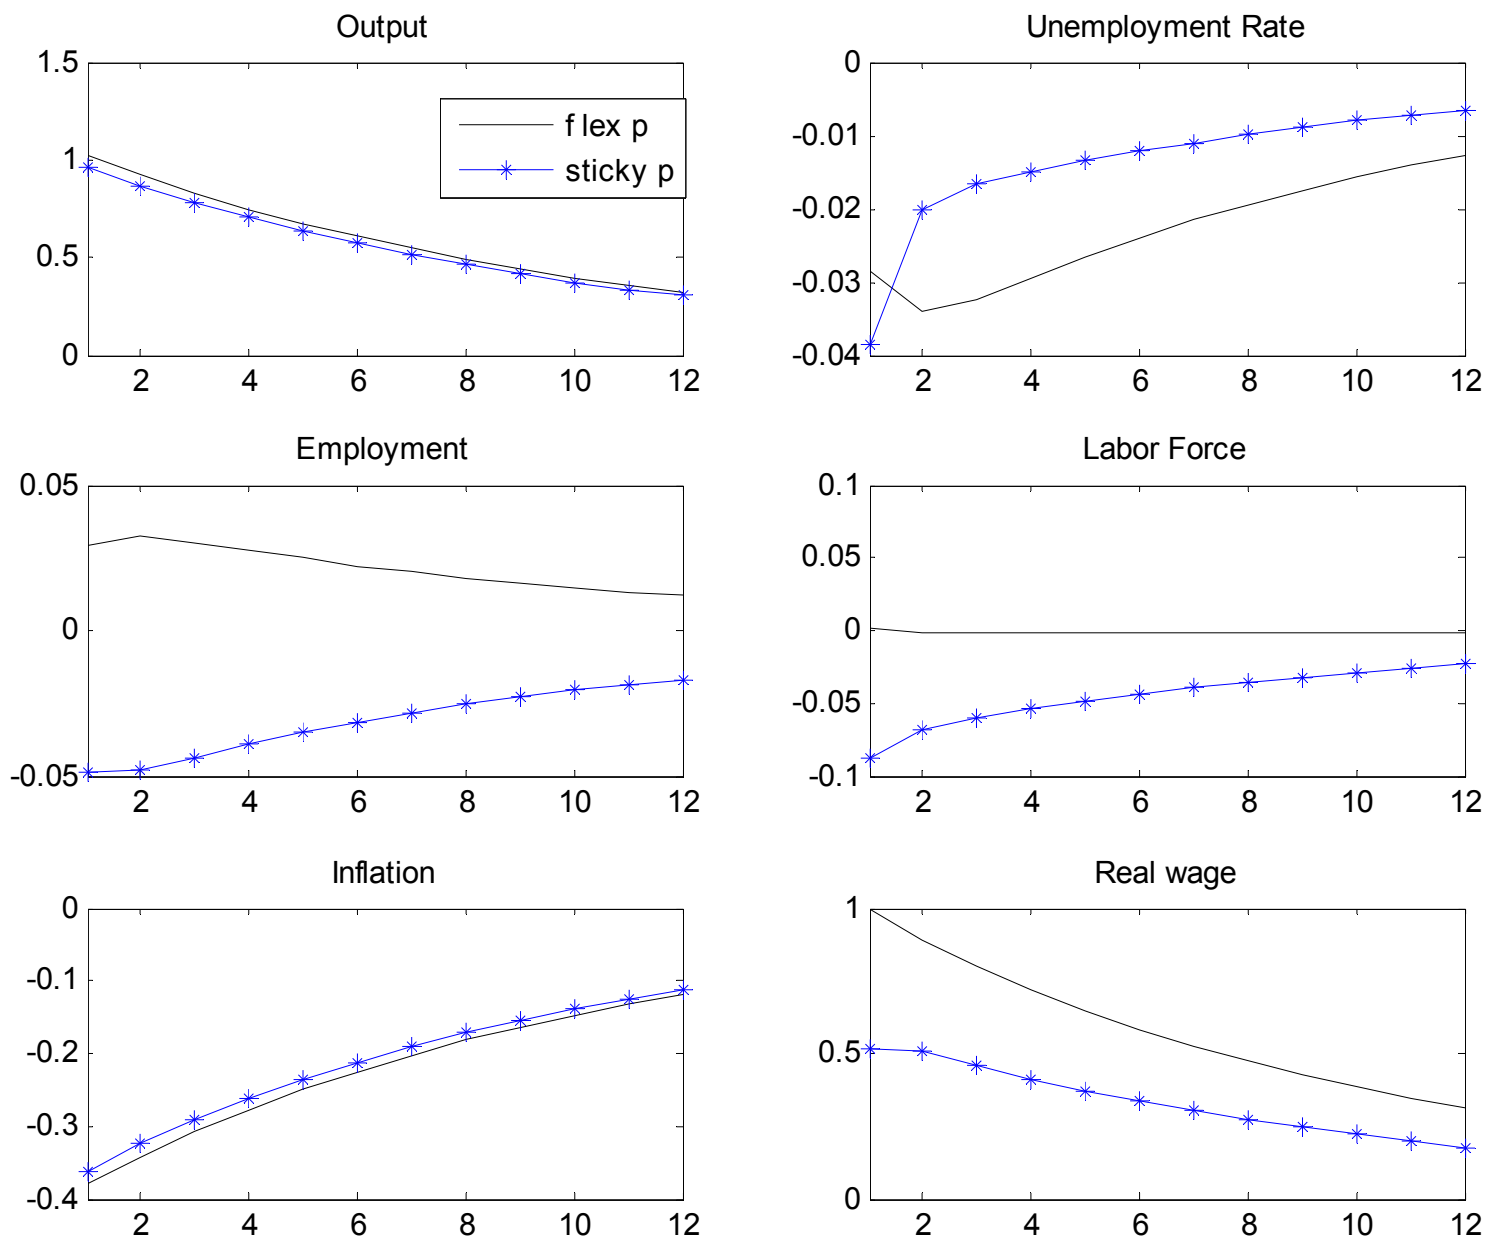 Output
1.5
1
0.5
0
2 4 6 8 10 12
f lex p
sticky p
Unemployment Rate
0
-0.01
-0.02
-0.03
-0.04
2 4 6 8 10 12
Employment
0.05
0
-0.05
2 4 6 8 10 12
Labor Force
0.1
0.05
0
-0.05
-0.1
2 4 6 8 10 12
Inflation
0
-0.1
-0.2
-0.3
-0.4
2 4 6 8 10 12
Real wage
1
0.5
0
2 4 6 8 10 12